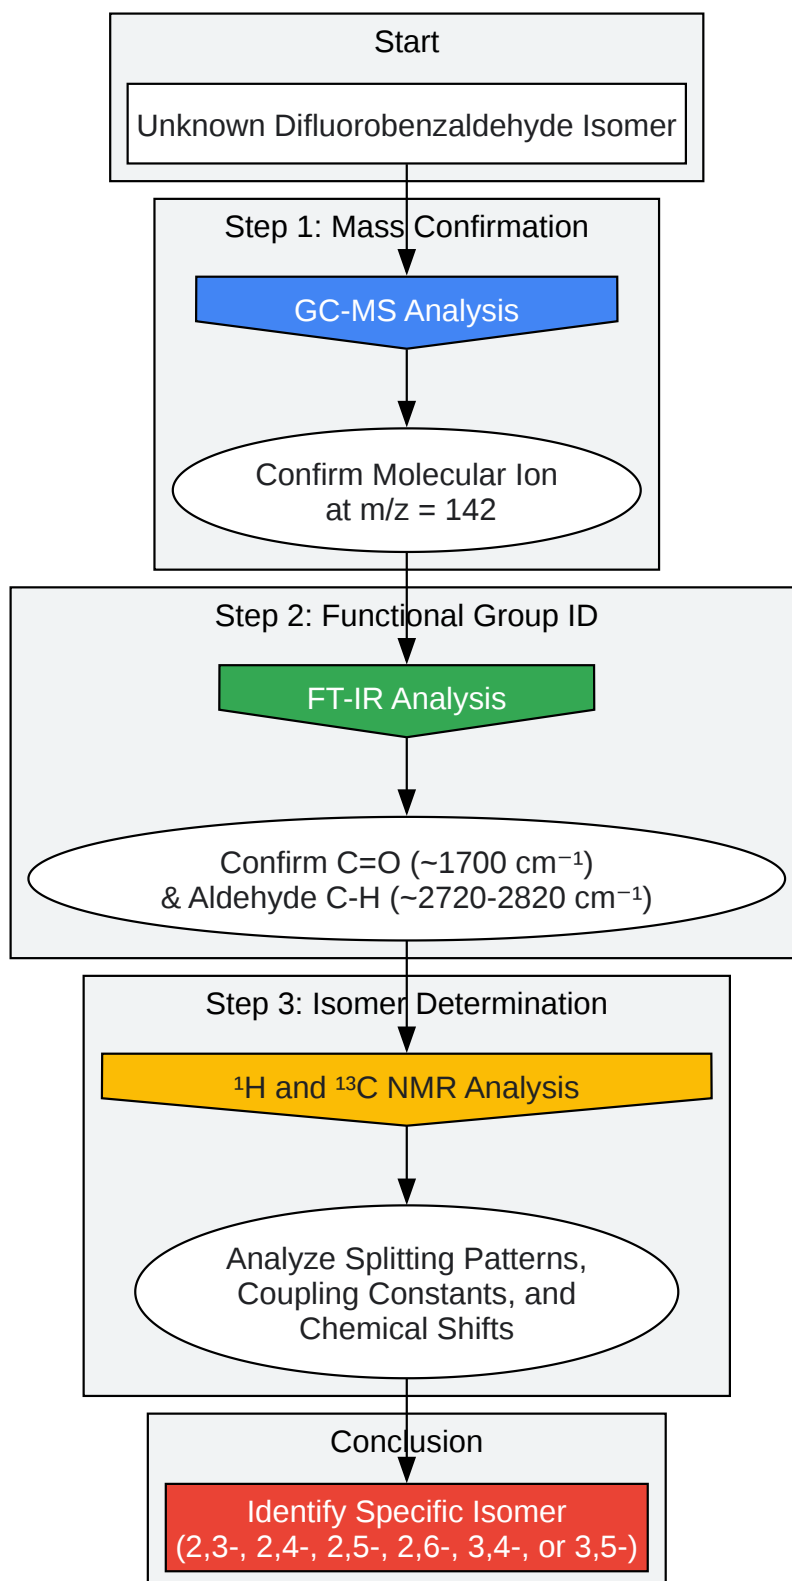 Start
Unknown Difluorobenzaldehyde Isomer
Step 1: Mass Confirmation
GC-MS Analysis
Confirm Molecular Ion
at m/z = 142
Step 2: Functional Group ID
FT-IR Analysis
Confirm C=O (~1700 cm⁻¹)
& Aldehyde C-H (~2720-2820 cm⁻¹)
Step 3: Isomer Determination
¹H and ¹³C NMR Analysis
Analyze Splitting Patterns,
Coupling Constants, and
Chemical Shifts
Conclusion
Identify Specific Isomer
(2,3-, 2,4-, 2,5-, 2,6-, 3,4-, or 3,5-)